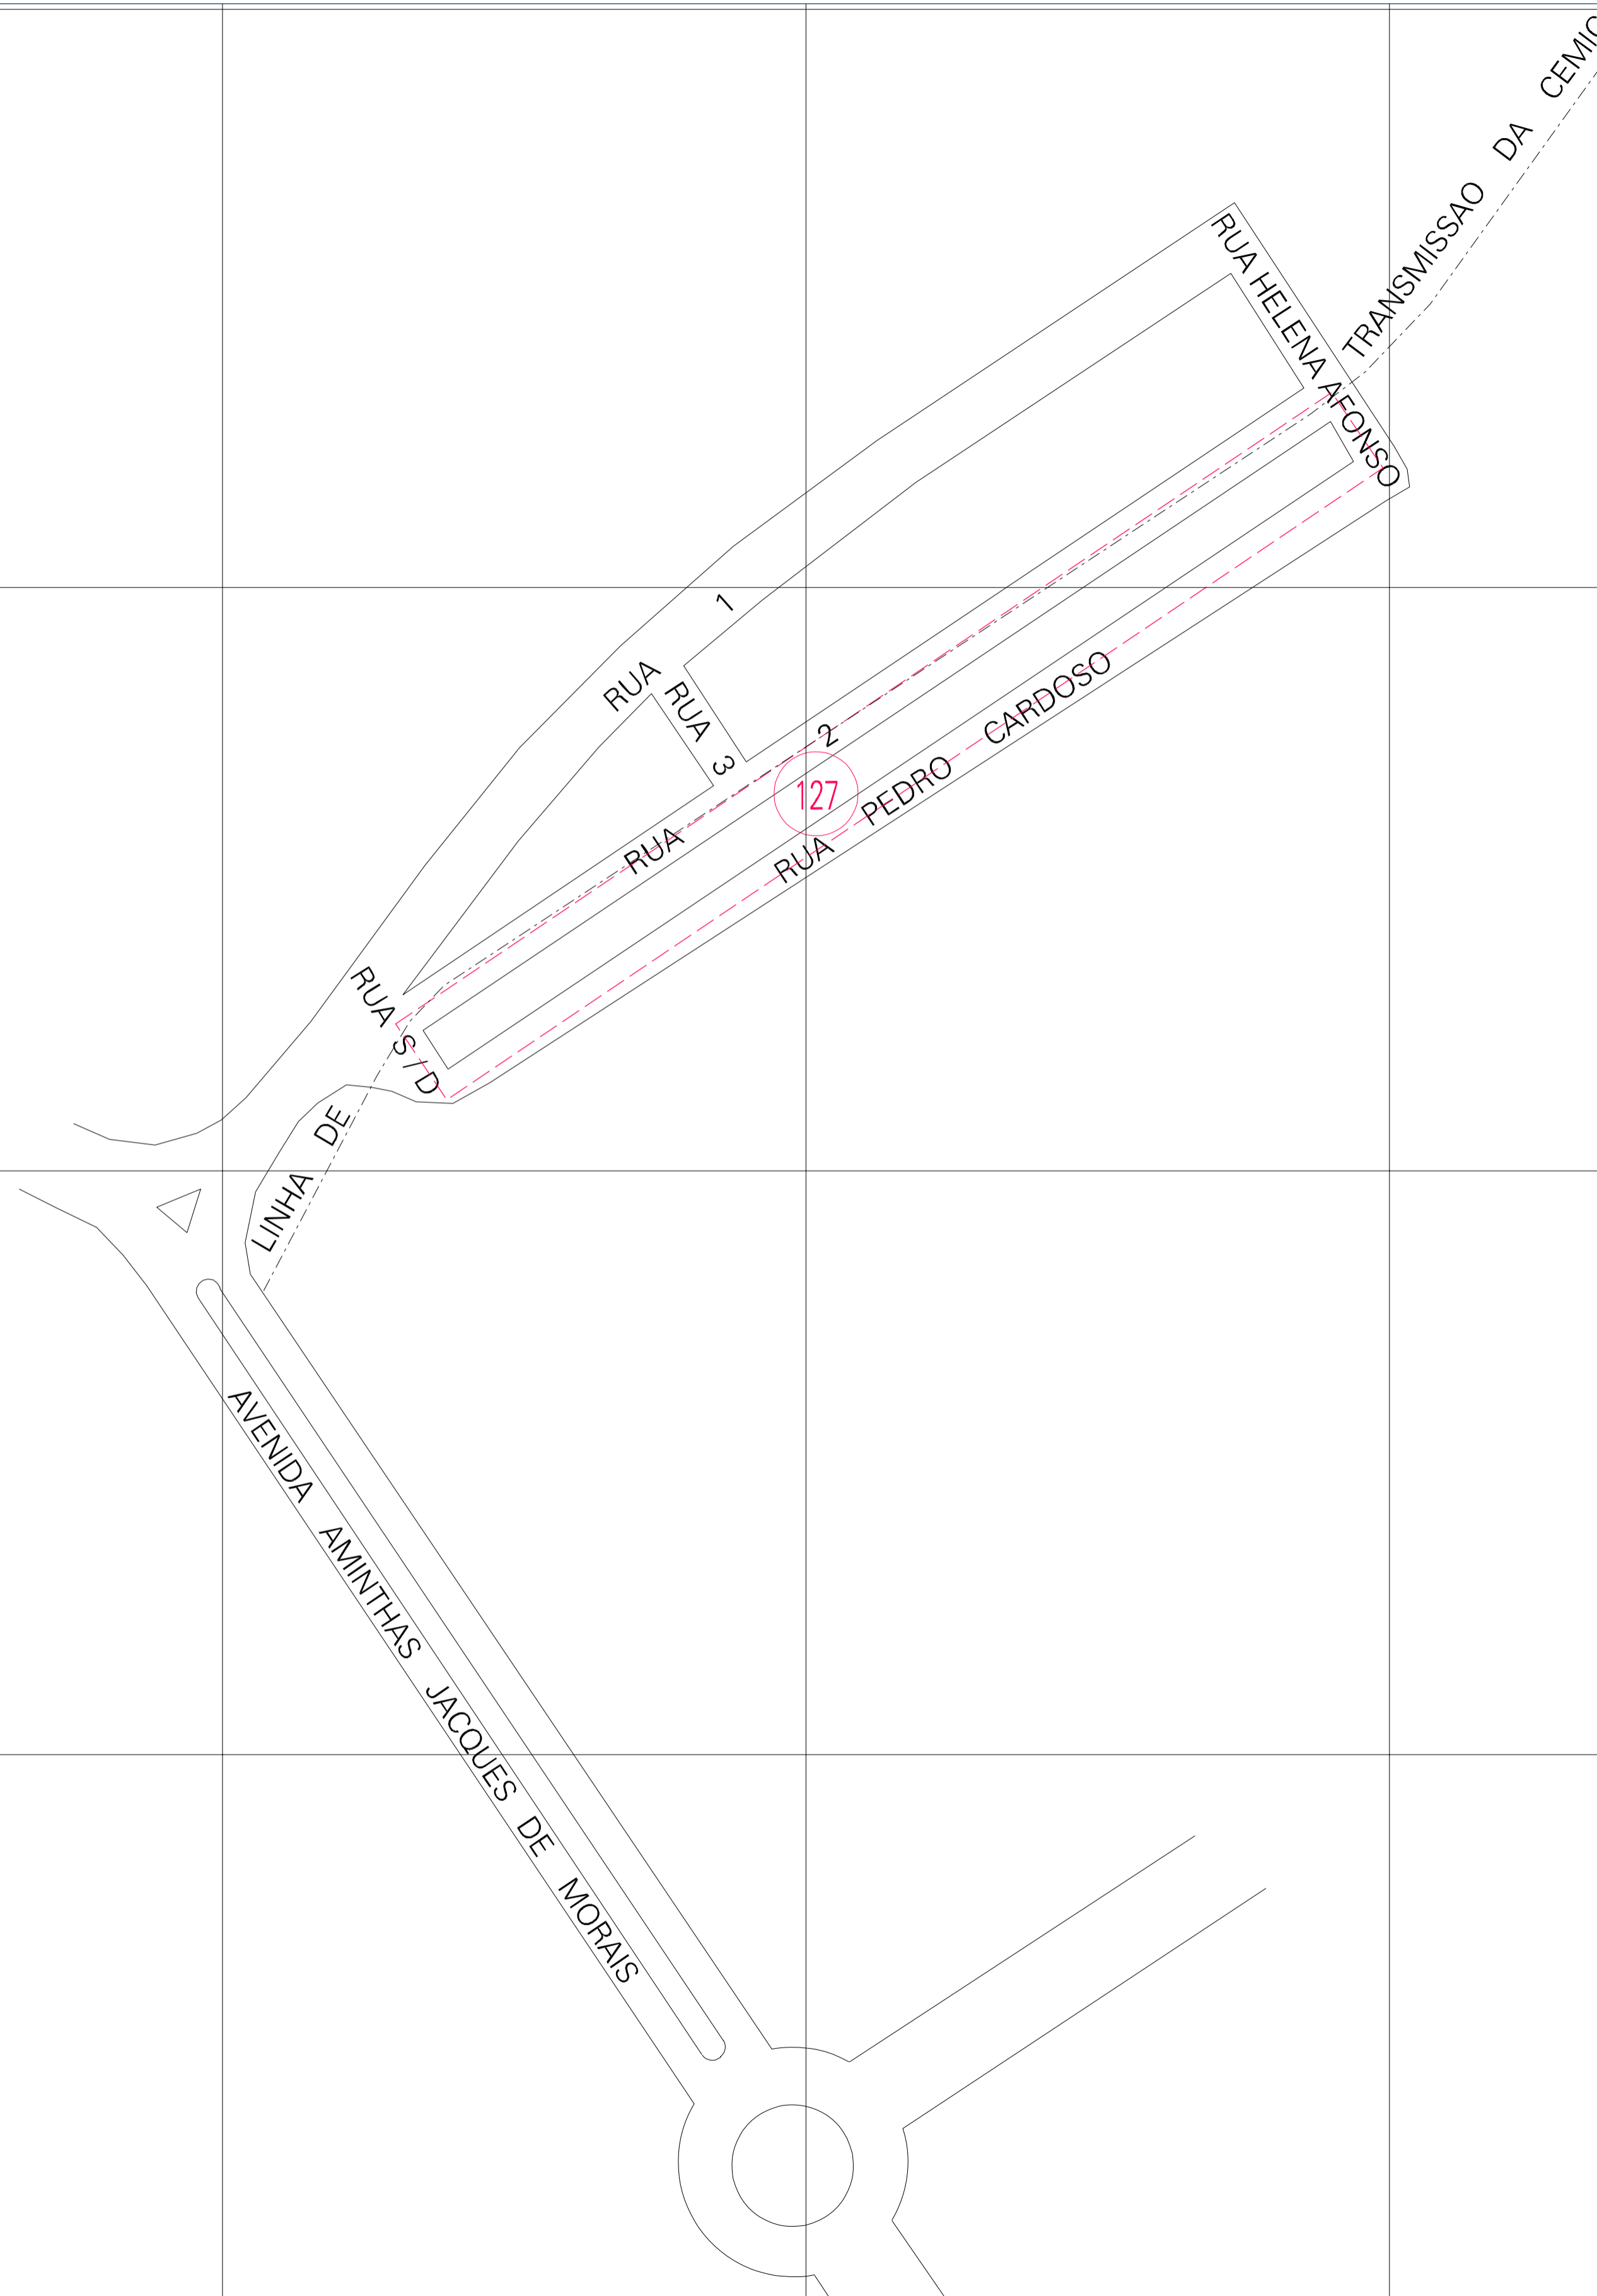 LINHA DE TRANSMISSAO DA
RUA HELENA AFONSO
RUA 1
RUA 3
RUA 2
127
RUA PEDRO CARDOSO
RUA S/D
AVENIDA AMINTHAS JACQUES DE MORAIS